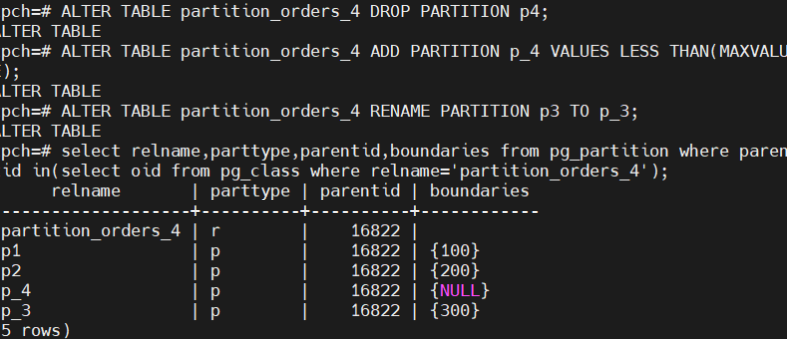 pch=# ALTER TABLE partition_orders_4 DROP PARTITION p4;
LTER TABLE
pch=# ALTER TABLE partition_orders_4 ADD PARTITION p_4 VALUES LESS THAN(MAXVALU
E);
LTER TABLE
pch=# ALTER TABLE partition_orders_4 RENAME PARTITION p3 TO p_3;
LTER TABLE
pch=# select relname,parttype,parentid,boundaries from pg_partition where paren
id in(select oid from pg_class where relname='partition_orders_4');
relname | parttype | parentid | boundaries
-------------------+----------+----------+------------
partition_orders_4 | r | 16822 |
p1 | p | 16822 | {100}
p2 | p | 16822 | {200}
p_4 | p | 16822 | {NULL}
p_3 | p | 16822 | {300}
5 rows)